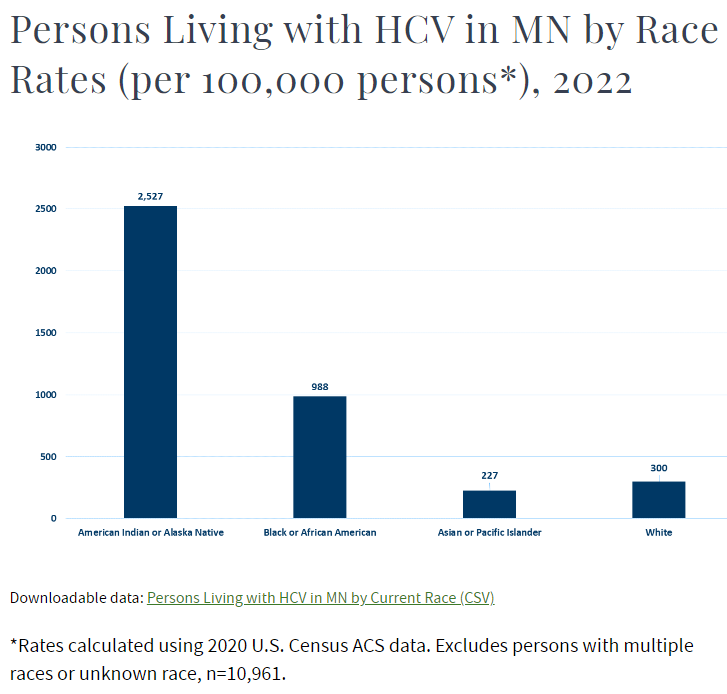 Persons Living with HCV in MN by Race
Rates (per 100,000 persons*), 2022
3000
2,527
2500
2000
1500
988
1000
500
227
300
0
American Indian or Alaska Native
Black or African American
Asian or Pacific Islander
White
Downloadable data: Persons Living with HCV in MN by Current Race (CSV)
*Rates calculated using 2020 U.S. Census ACS data. Excludes persons with multiple
races or unknown race, n=10,961.